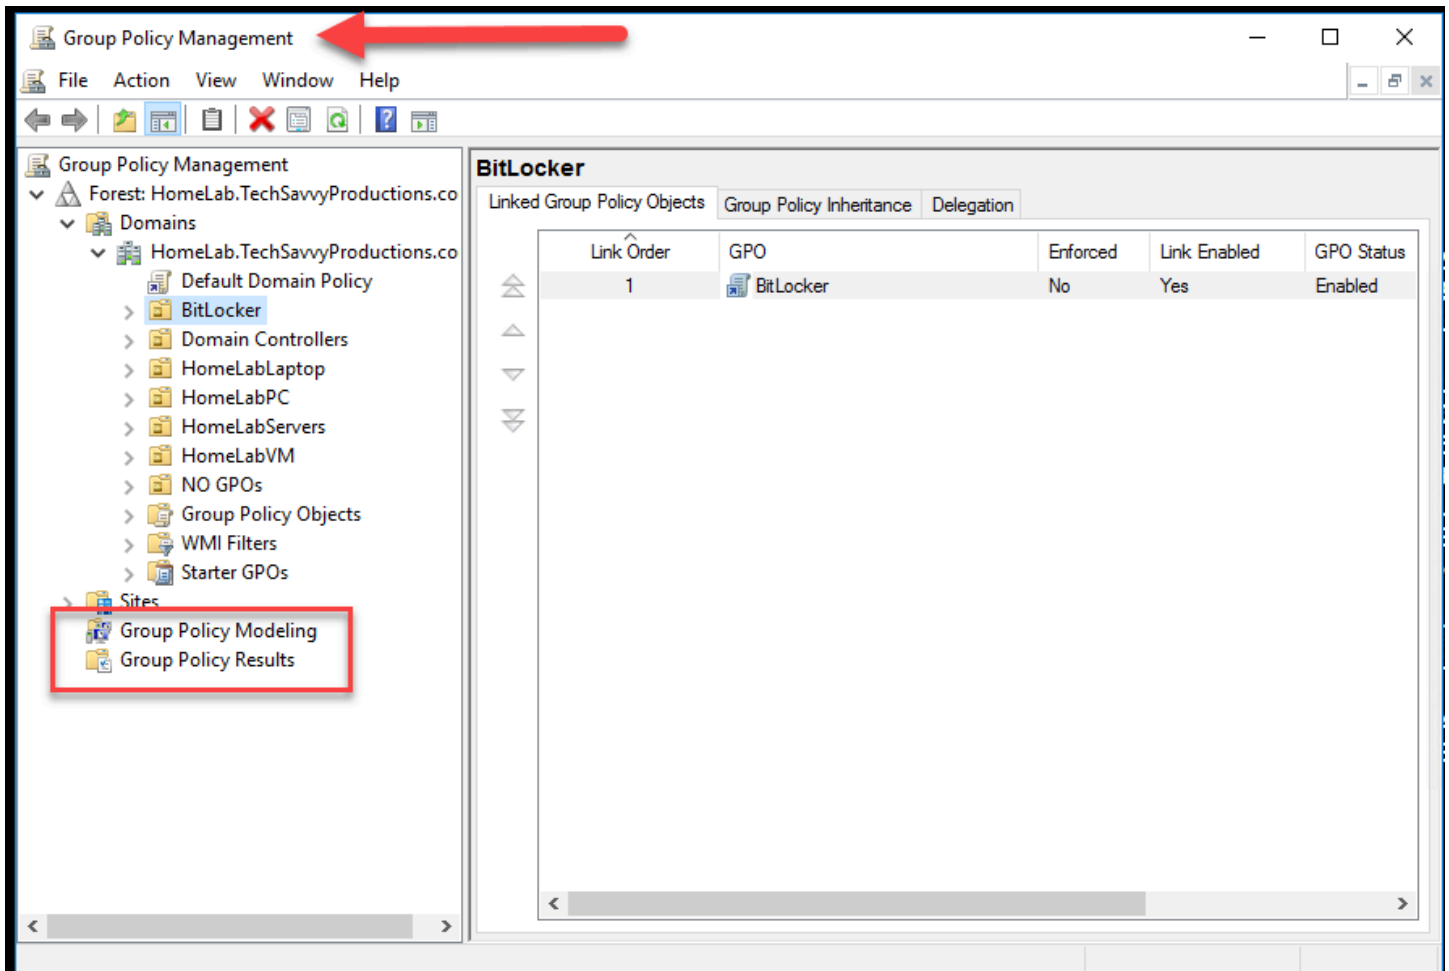 Group Policy Management
File Action View Window Help
Group Policy Management
Forest: HomeLab.TechSavvyProductions.co
Domains
HomeLab.TechSavvyProductions.co
Default Domain Policy
BitLocker
Domain Controllers
HomeLabLaptop
HomeLabPC
HomeLabServers
HomeLabVM
NO GPOs
Group Policy Objects
WMI Filters
Starter GPOs
Sites
Group Policy Modeling
Group Policy Results
BitLocker
Linked Group Policy Objects Group Policy Inheritance Delegation
Link Order GPO Enforced Link Enabled GPO Status
1 BitLocker No Yes Enabled